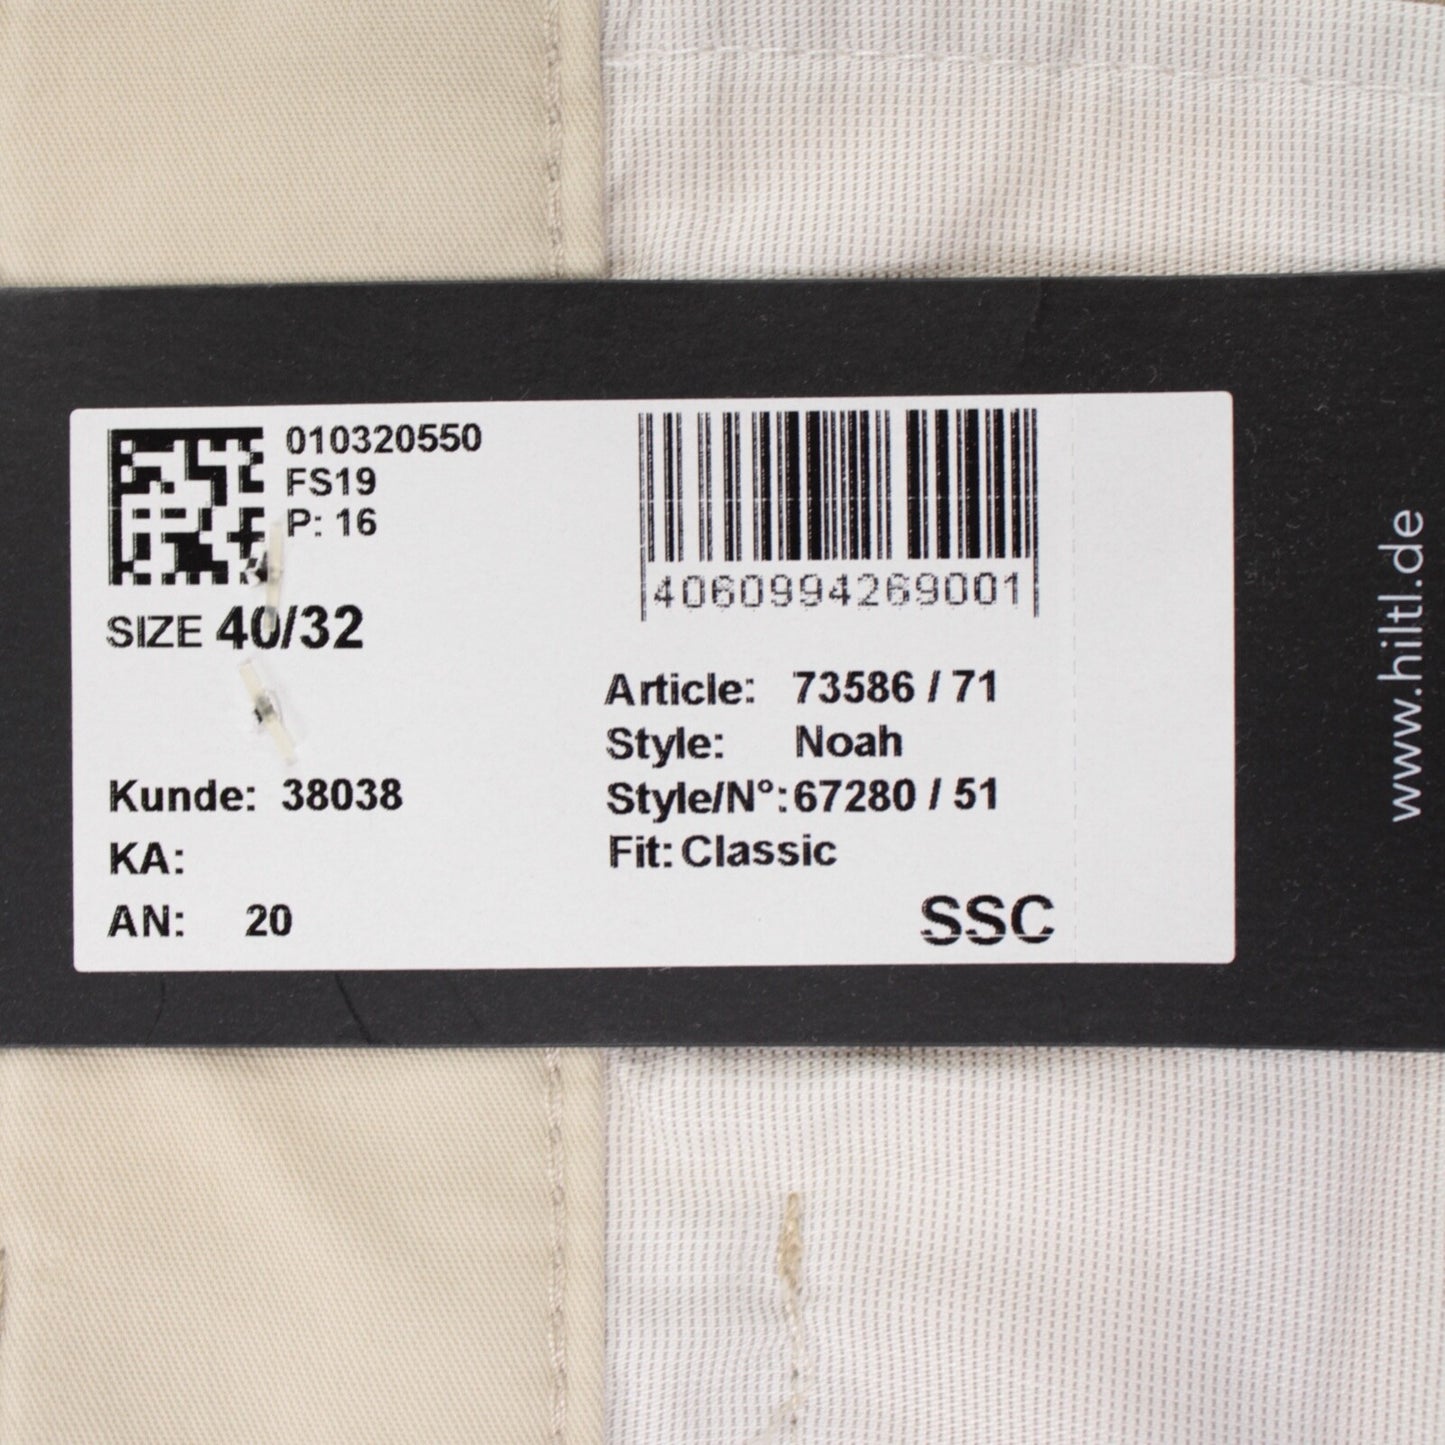 010320550
FS19
P: 16
SIZE 40/32
4060994269001
Article: 73586 / 71
Style: Noah
Style/N°: 67280 / 51
Fit: Classic
Kunde: 38038
KA:
AN: 20
SSC
www.hiltl.de